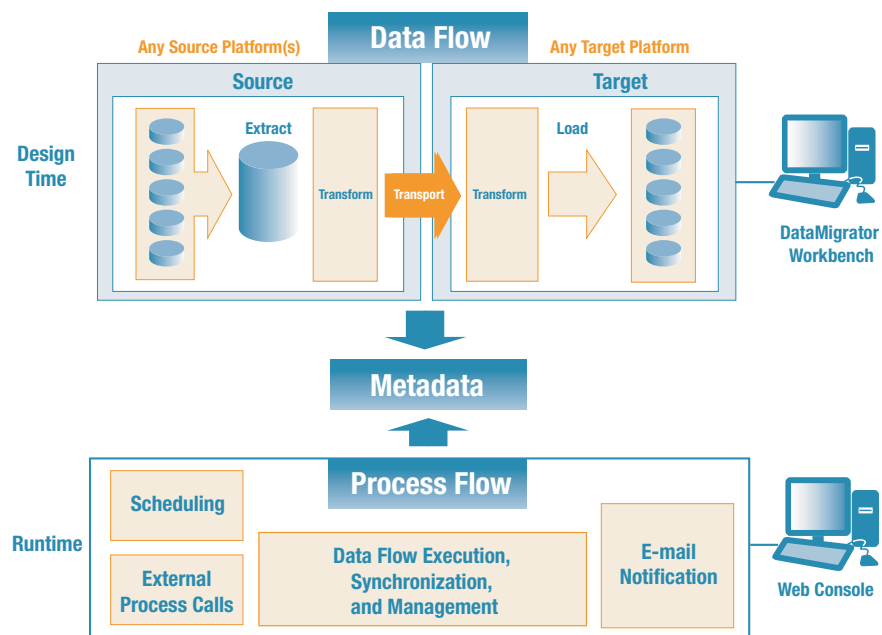 Data Flow
Any Source Platform(s)
Any Target Platform
Source
Target
Design
Time
Extract
Transform
Transport
Transform
Load
DataMigrator
Workbench
Metadata
Process Flow
Runtime
Scheduling
External
Process Calls
Data Flow Execution,
Synchronization,
and Management
E-mail
Notification
Web Console